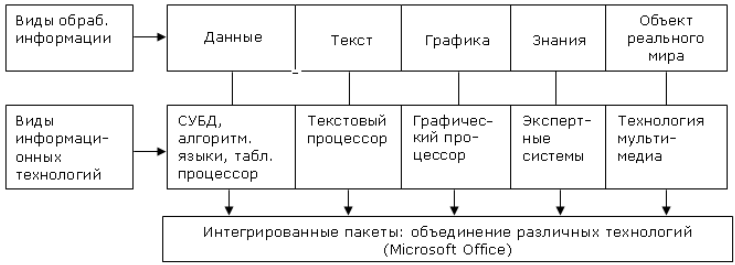 Виды обраб.
информации
Данные
Текст
Графика
Знания
Объект
реального
мира
Виды
информаци-
онных
технологий
СУБД,
алгоритм.
языки, табл.
процессор
Текстовый
процессор
Графичес-
кий про-
цессор
Эксперт-
ные
системы
Технология
мульти-
медиа
Интегрированные пакеты: объединение различных технологий
(Microsoft Office)